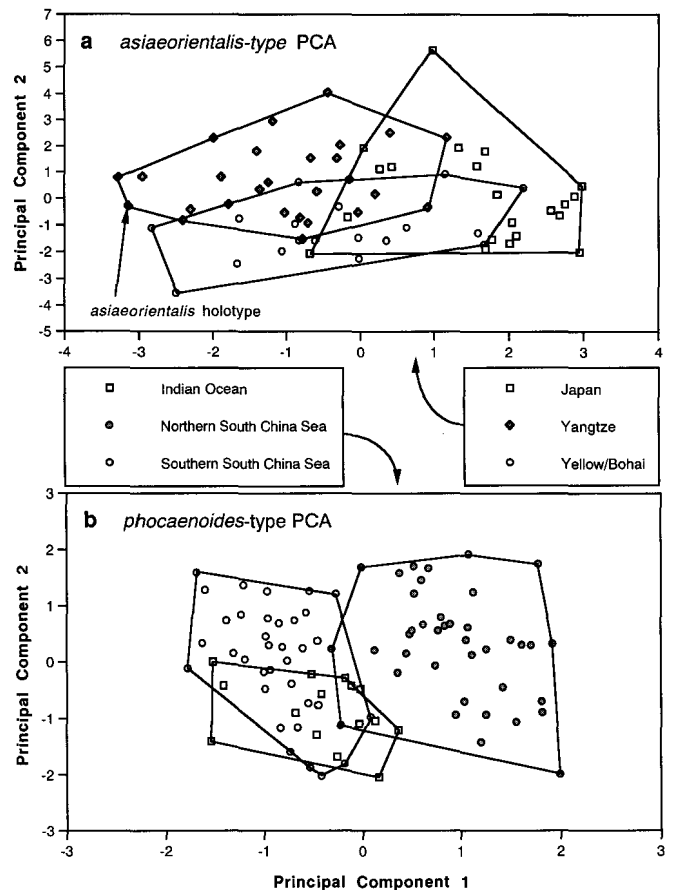 a asiaeorientalis-type PCA
Principal Component 2
7
6
5
4
3
2
1
0
-1
-2
-3
-4
-5
asiaeorientalis holotype
-4 -3 -2 -1 0 1 2 3 4
Indian Ocean
Northern South China Sea
Southern South China Sea
Japan
Yangtze
Yellow/Bohai
b phocaenoides-type PCA
Principal Component 2
3
2
1
0
-1
-2
-3
-3 -2 -1 0 1 2 3
Principal Component 1